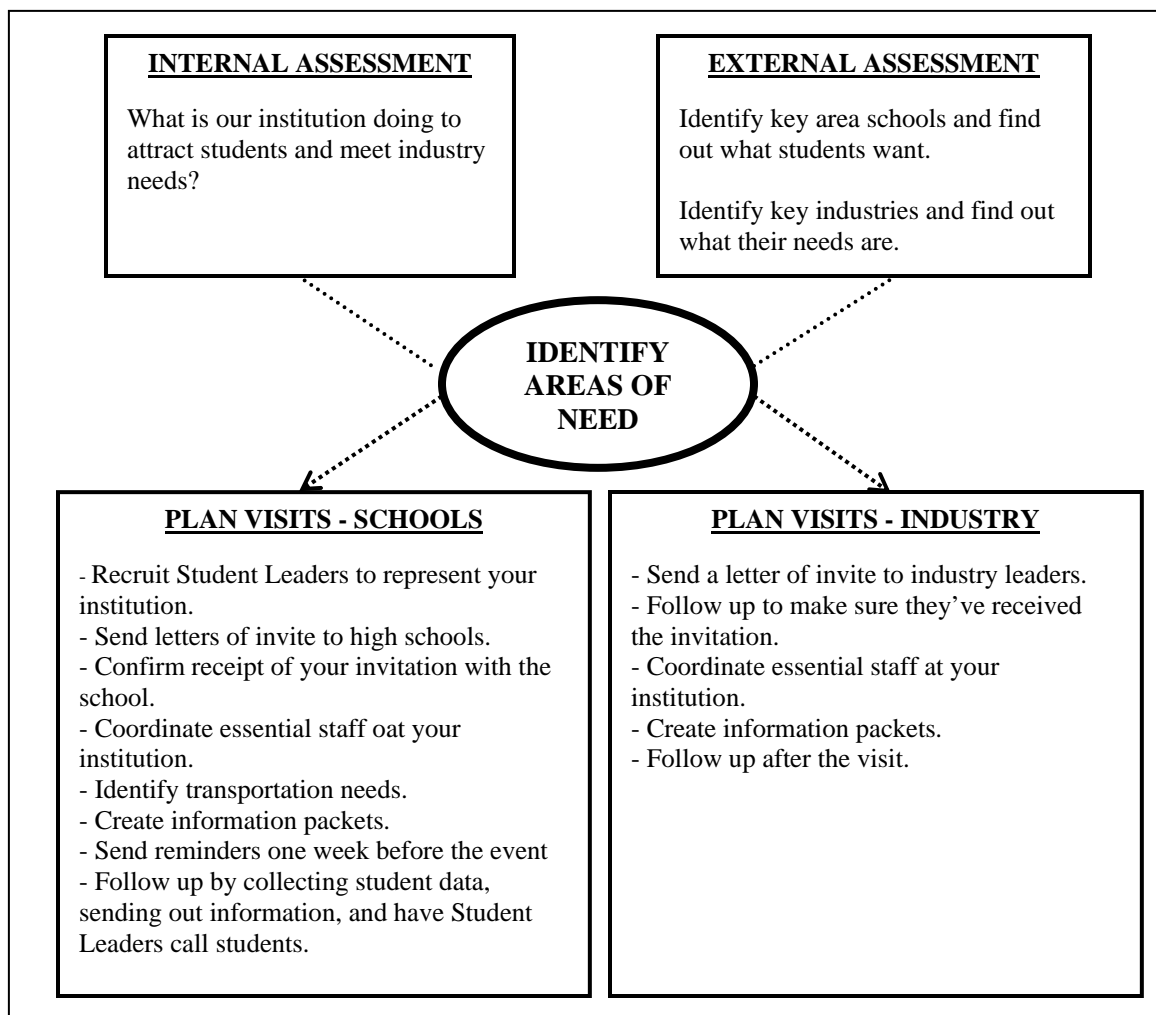 INTERNAL ASSESSMENT
What is our institution doing to
attract students and meet industry
needs?
EXTERNAL ASSESSMENT
Identify key area schools and find
out what students want.
Identify key industries and find out
what their needs are.
IDENTIFY
AREAS OF
NEED
PLAN VISITS - SCHOOLS
- Recruit Student Leaders to represent your
institution.
- Send letters of invite to high schools.
- Confirm receipt of your invitation with the
school.
- Coordinate essential staff oat your
institution.
- Identify transportation needs.
- Create information packets.
- Send reminders one week before the event
- Follow up by collecting student data,
sending out information, and have Student
Leaders call students.
PLAN VISITS - INDUSTRY
- Send a letter of invite to industry leaders.
- Follow up to make sure they’ve received
the invitation.
- Coordinate essential staff at your
institution.
- Create information packets.
- Follow up after the visit.